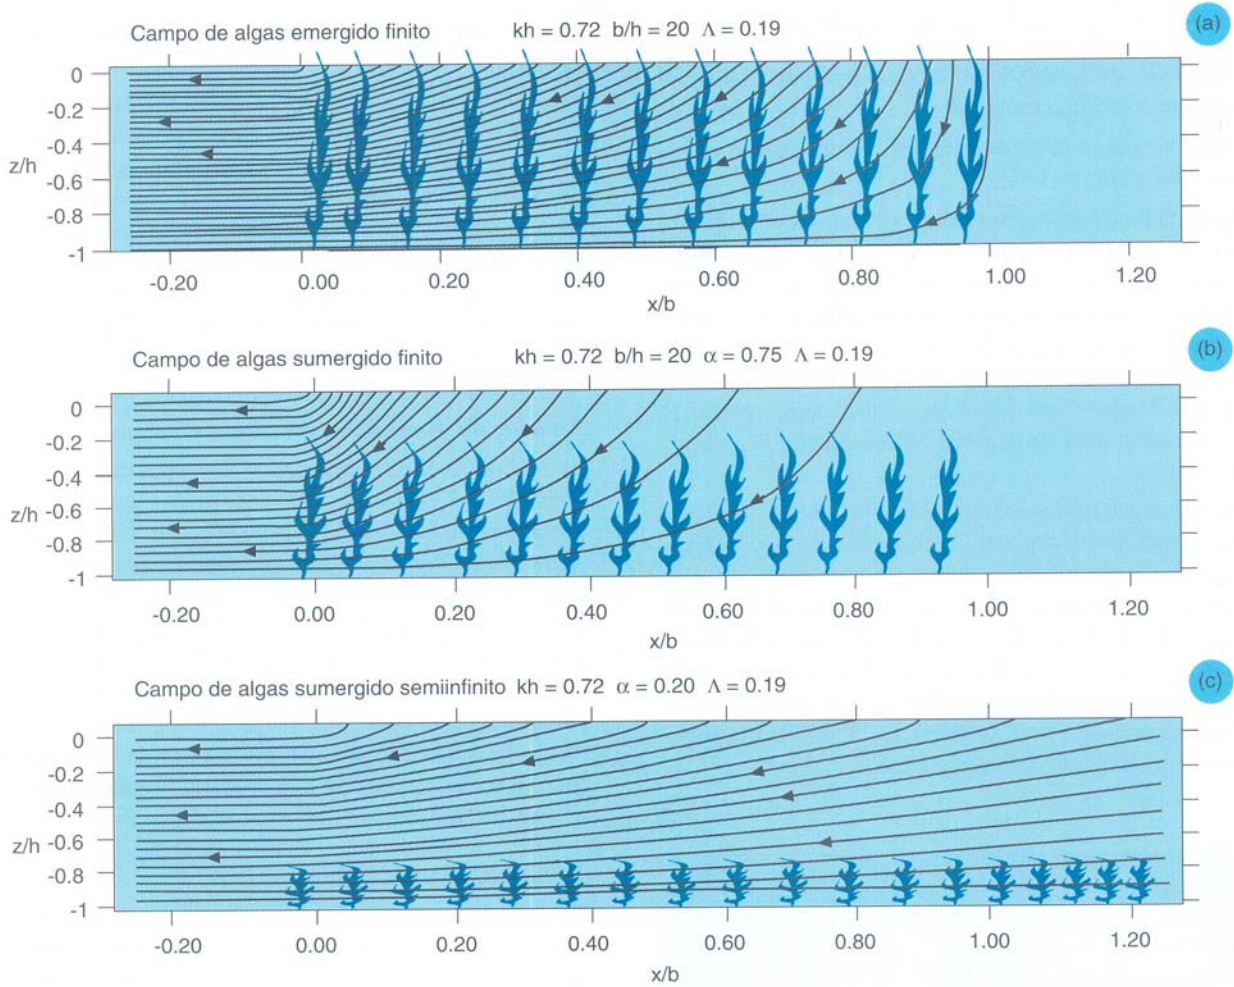 (a)
Campo de algas emergido finito kh = 0.72 b/h = 20 Λ = 0.19
0
-0.2
-0.4
z/h
-0.6
-0.8
-1
-0.20 0.00 0.20 0.40 0.60 0.80 1.00 1.20
x/b
(b)
Campo de algas sumergido finito kh = 0.72 b/h = 20 α = 0.75 Λ = 0.19
0
-0.2
-0.4
z/h
-0.6
-0.8
-1
-0.20 0.00 0.20 0.40 0.60 0.80 1.00 1.20
x/b
(c)
Campo de algas sumergido semiinfinito kh = 0.72 α = 0.20 Λ = 0.19
0
-0.2
-0.4
z/h -0.6
-0.8
-1
-0.20 0.00 0.20 0.40 0.60 0.80 1.00 1.20
x/b